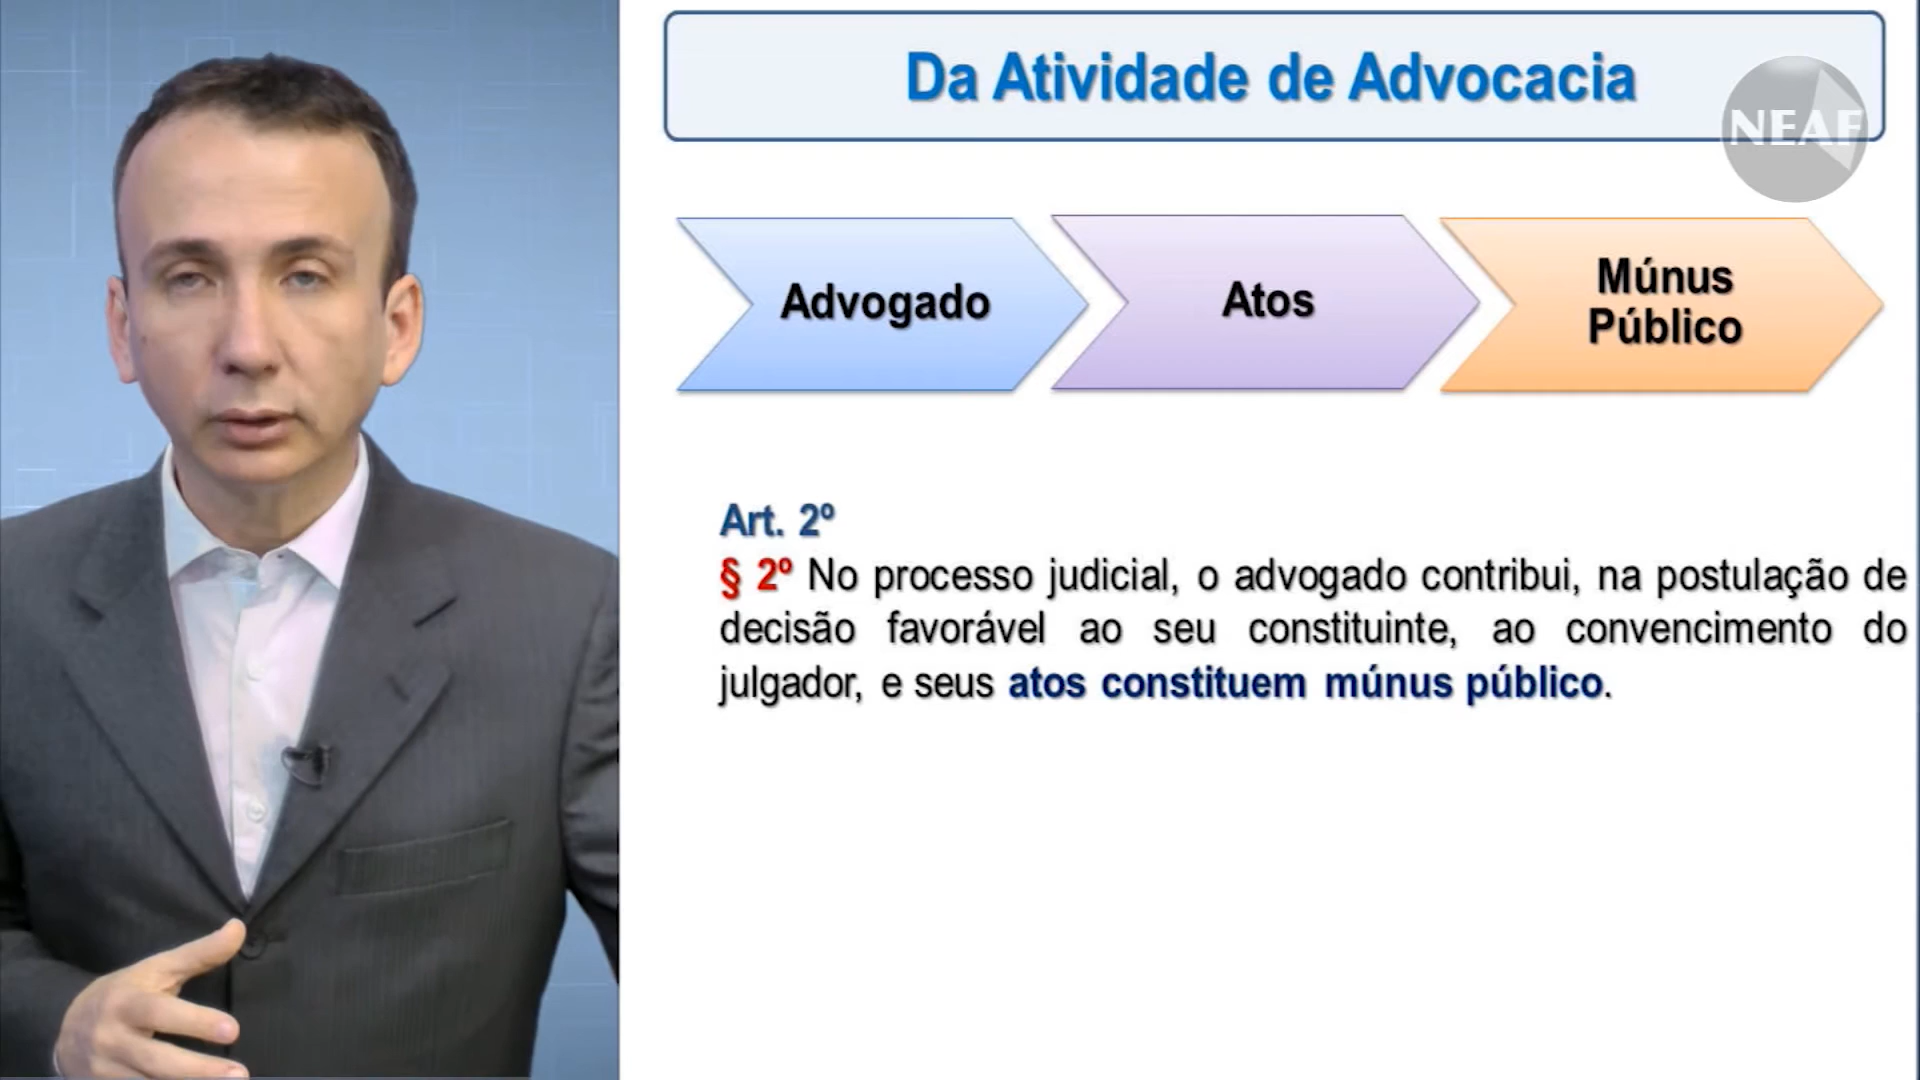 Da Atividade de Advocacia
NEAF
Advogado
Atos
Múnus
Público
Art. 2º
§ 2º No processo judicial, o advogado contribui, na postulação de
decisão favorável ao seu constituinte, ao convencimento do
julgador, e seus atos constituem múnus público.